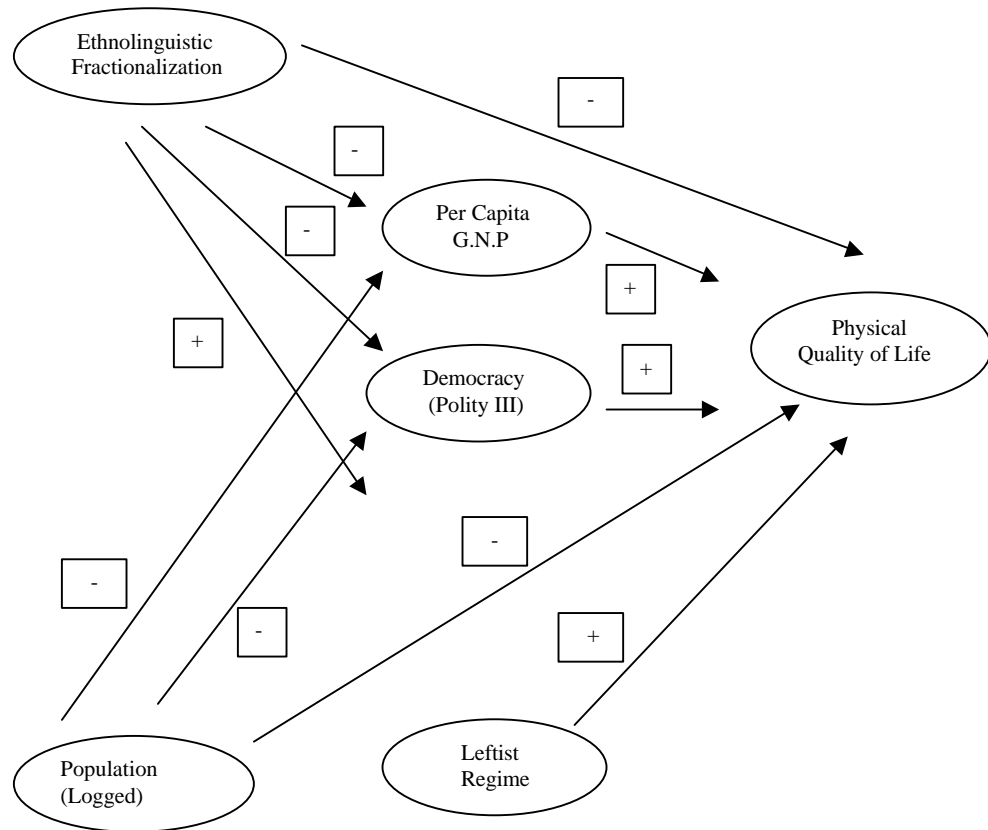 Ethnolinguistic
Fractionalization
-
-
Per Capita
G.N.P
-
+
+
Physical
Quality of Life
+
Democracy
(Polity III)
-
-
-
+
Population
(Logged)
Leftist
Regime